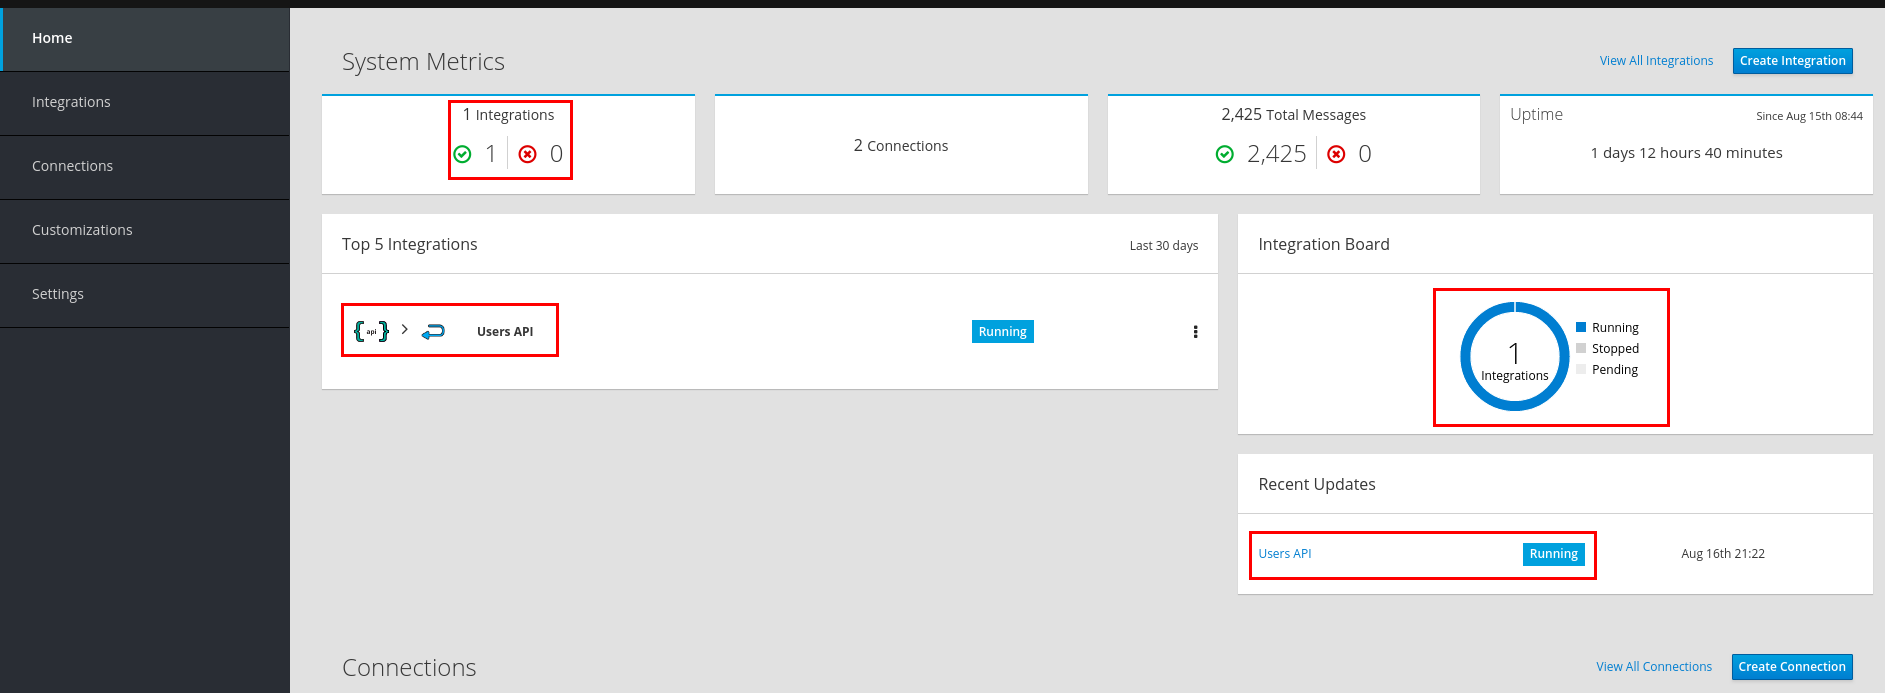 Home
Integrations
Connections
Customizations
Settings
System Metrics
View All Integrations
Create Integration
1 Integrations
1 0
2 Connections
2,425 Total Messages
2,425 0
Uptime
Since Aug 15th 08:44
1 days 12 hours 40 minutes
Top 5 Integrations
Last 30 days
{ api }
Users API
Running
Integration Board
1
Integrations
Running
Stopped
Pending
Recent Updates
Users API
Running
Aug 16th 21:22
Connections
View All Connections
Create Connection